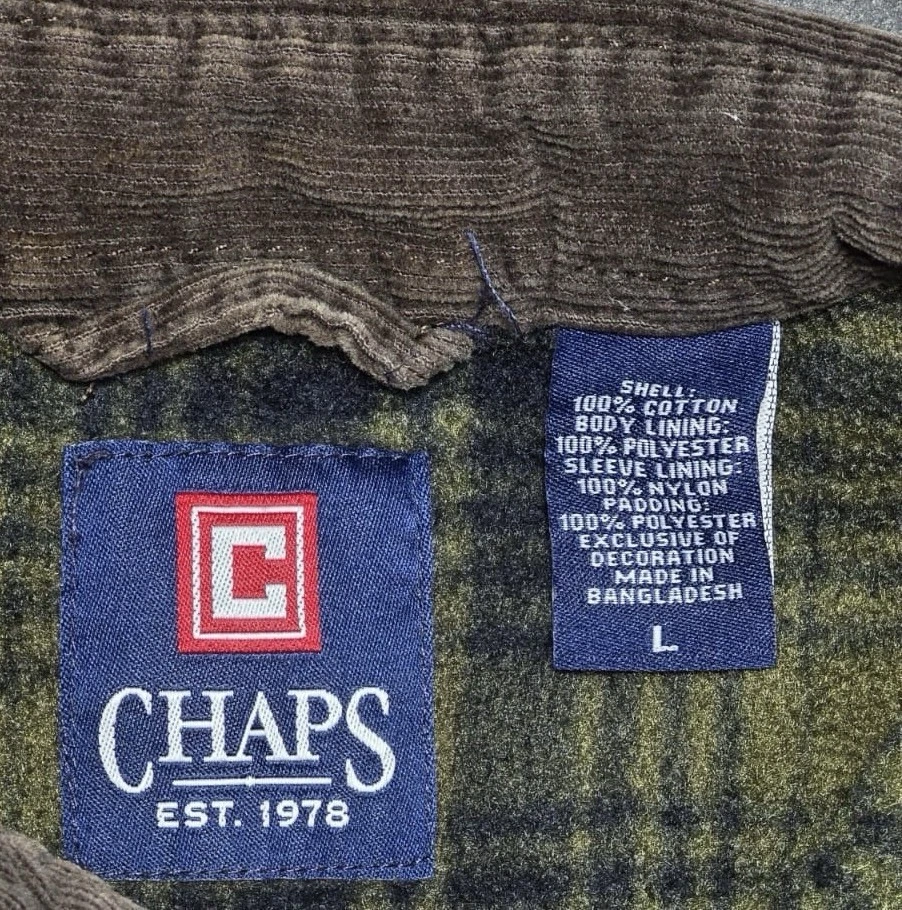 C
CHAPS
EST. 1978
SHELL:
100% COTTON
BODY LINING:
100% POLYESTER
SLEEVE LINING:
100% NYLON
PADDING:
100% POLYESTER
EXCLUSIVE OF
DECORATION
MADE IN
BANGLADESH
L